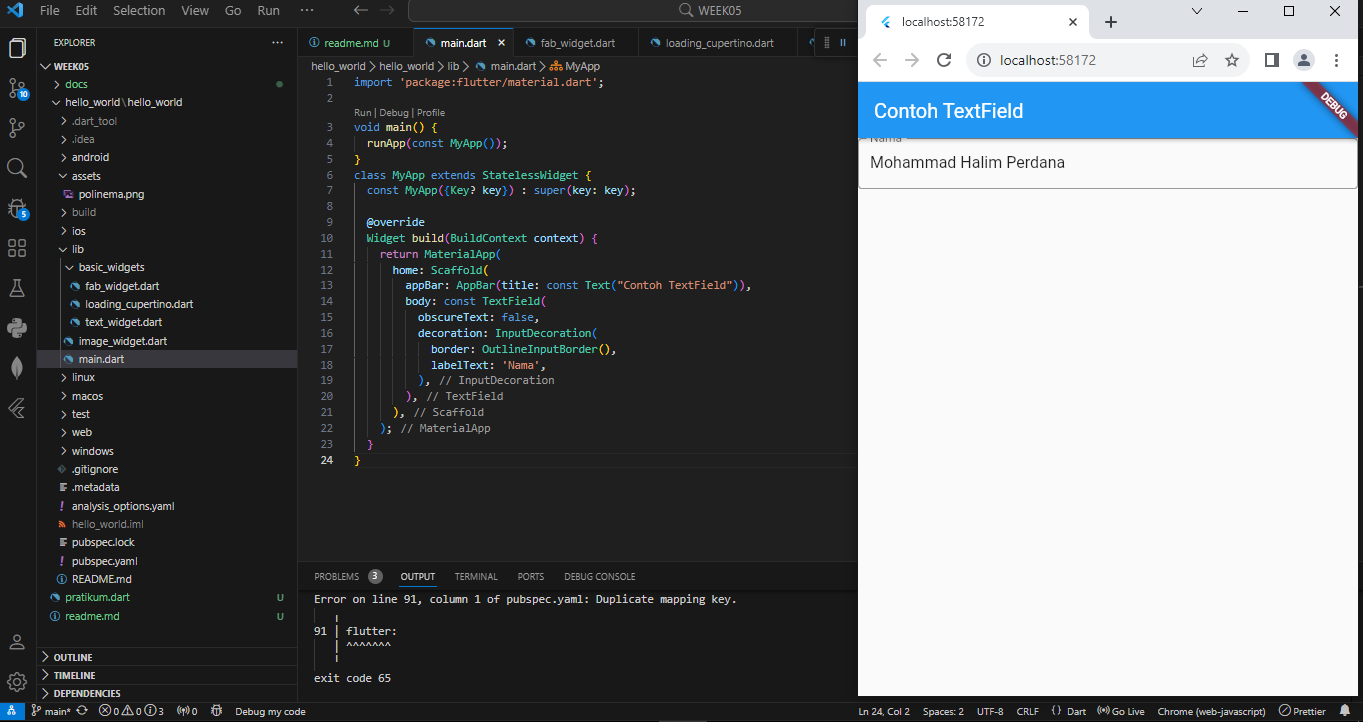 File Edit Selection View Go Run ··· WEEK05
EXPLORER ···
WEEK05
docs
hello_world \ hello_world
.dart_tool
.idea
android
assets
polinema.png
build
ios
lib
basic_widgets
fab_widget.dart
loading_cupertino.dart
text_widget.dart
image_widget.dart
main.dart
linux
macos
test
web
windows
.gitignore
.metadata
analysis_options.yaml
hello_world.iml
pubspec.lock
pubspec.yaml
README.md
pratikum.dart U
readme.md U
OUTLINE
TIMELINE
DEPENDENCIES
10
5
readme.md U main.dart fab_widget.dart loading_cupertino.dart
hello_world > hello_world > lib > main.dart > MyApp
1 import 'package:flutter/material.dart';
2
Run | Debug | Profile
3 void main() {
4 runApp(const MyApp());
5 }
6 class MyApp extends StatelessWidget {
7 const MyApp({Key? key}) : super(key: key);
8
9 @override
10 Widget build(BuildContext context) {
11 return MaterialApp(
12 home: Scaffold(
13 appBar: AppBar(title: const Text("Contoh TextField")),
14 body: const TextField(
15 obscureText: false,
16 decoration: InputDecoration(
17 border: OutlineInputBorder(),
18 labelText: 'Nama',
19 ), // InputDecoration
20 ), // TextField
21 ), // Scaffold
22 ); // MaterialApp
23 }
24 }
PROBLEMS 3 OUTPUT TERMINAL PORTS DEBUG CONSOLE
Error on line 91, column 1 of pubspec.yaml: Duplicate mapping key.
91 │ flutter:
│ ^^^^^^^
exit code 65
localhost:58172
localhost:58172
Contoh TextField
DEBUG
Nama
Mohammad Halim Perdana
main* 0 0 3 0 Debug my code Ln 24, Col 2 Spaces: 2 UTF-8 CRLF {} Dart Go Live Chrome (web-javascript) Prettier